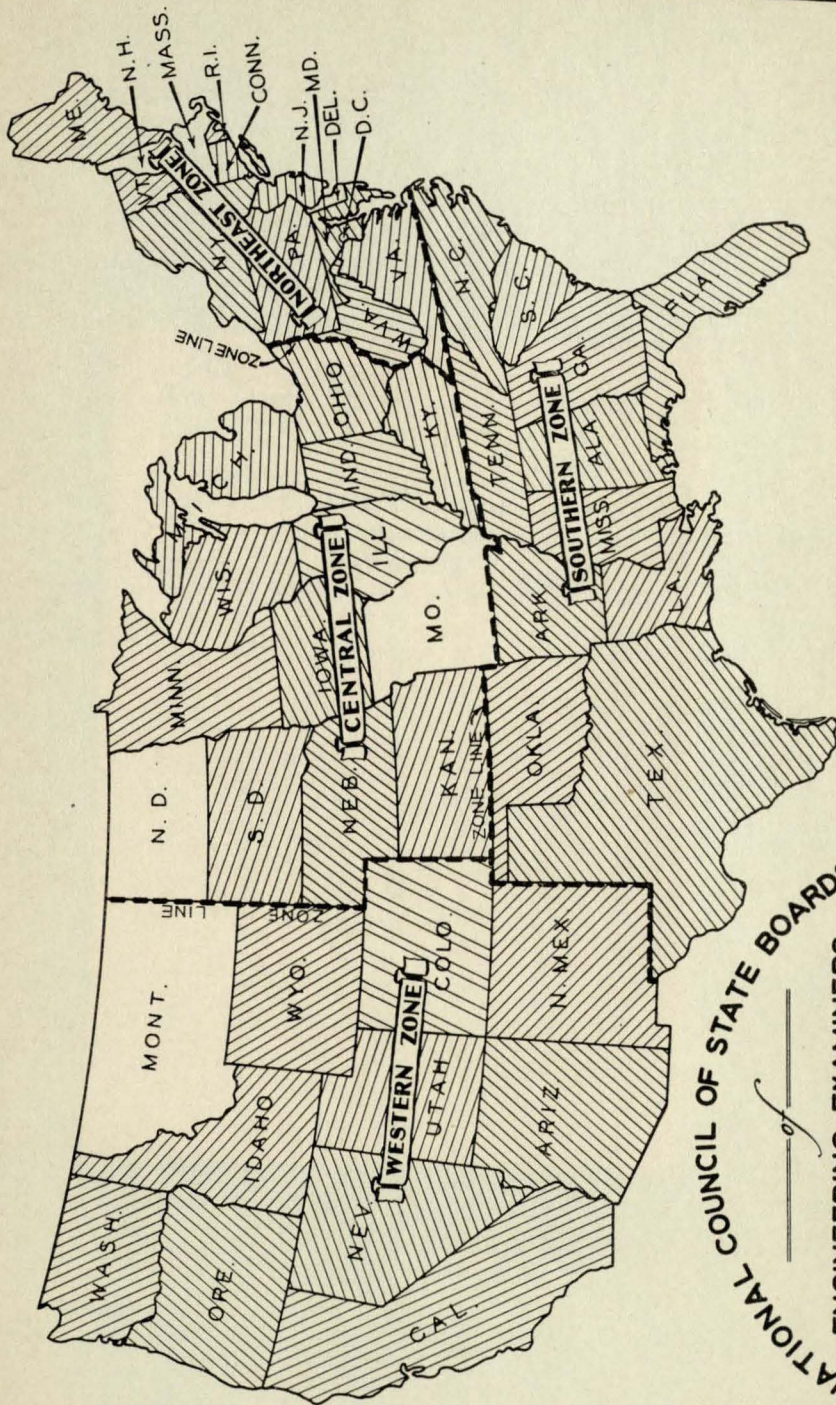 ME.
N.H.
MASS.
R.I.
CONN.
N.J.
MD.
DEL.
D.C.
VT.
N.Y.
PA.
NORTHEAST ZONE
ZONE LINE
W.VA.
VA.
N.C.
S. C.
GA.
FLA.
ALA.
MISS.
TENN.
SOUTHERN ZONE
LA.
ARK.
OKLA.
TEX.
ZONE LINE
OHIO
IND.
KY.
ILL.
WIS.
MINN.
IOWA
CENTRAL ZONE
MO.
N. D.
S. D.
NEB.
KAN.
ZONE LINE
MONT.
WYO.
COLO.
N. MEX
IDAHO
UTAH
ARIZ
WESTERN ZONE
WASH.
ORE.
NEV.
CAL.
NATIONAL COUNCIL OF STATE BOARDS
of
ENGINEERING EXAMINERS